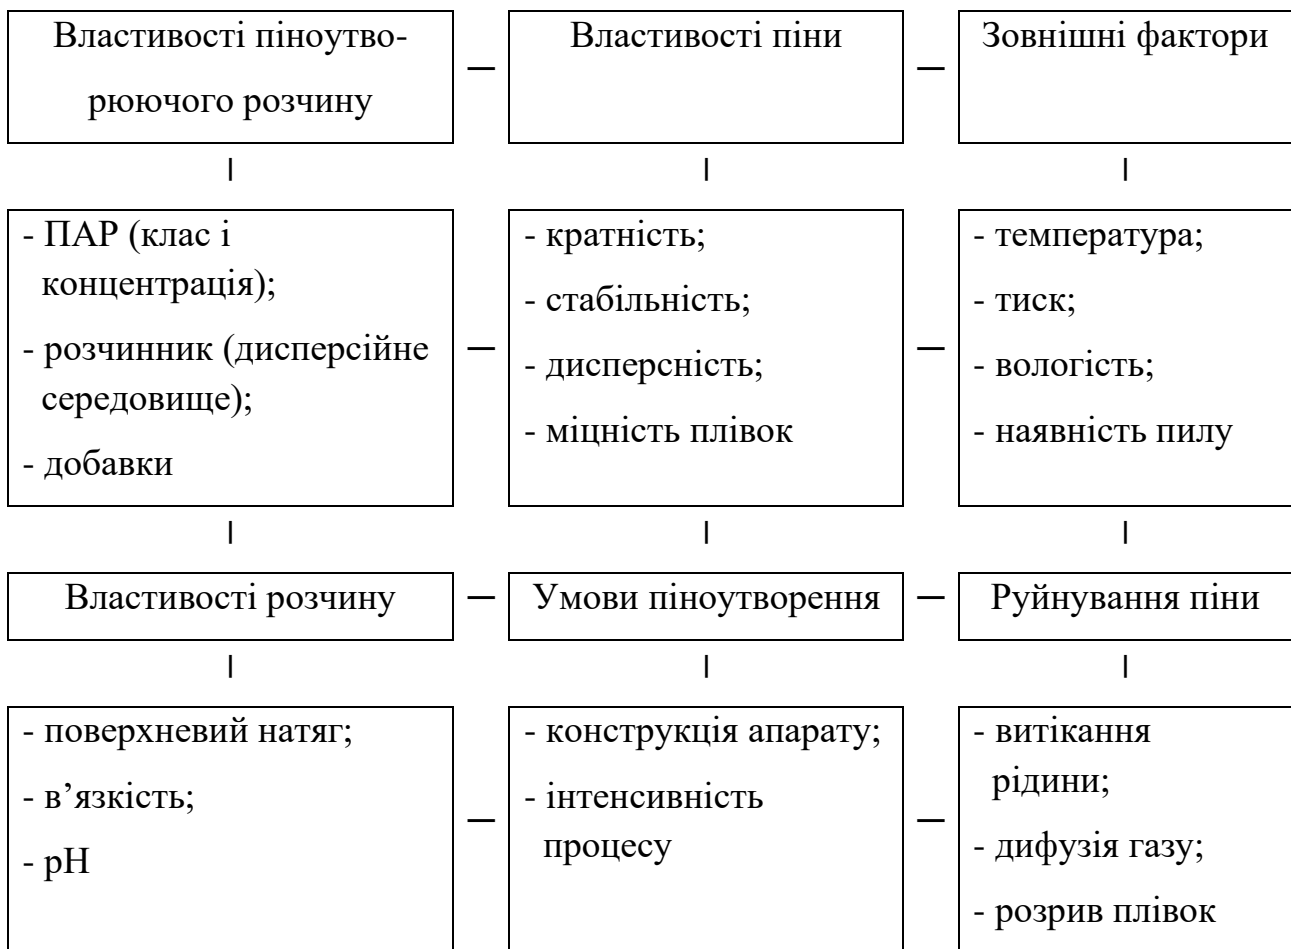 Властивості піноутво-
рюючого розчину
Властивості піни
Зовнішні фактори
- ПАР (клас і
концентрація);
- розчинник (дисперсійне
середовище);
- добавки
- кратність;
- стабільність;
- дисперсність;
- міцність плівок
- температура;
- тиск;
- вологість;
- наявність пилу
Властивості розчину
Умови піноутворення
Руйнування піни
- поверхневий натяг;
- в’язкість;
- рН
- конструкція апарату;
- інтенсивність
процесу
- витікання
рідини;
- дифузія газу;
- розрив плівок